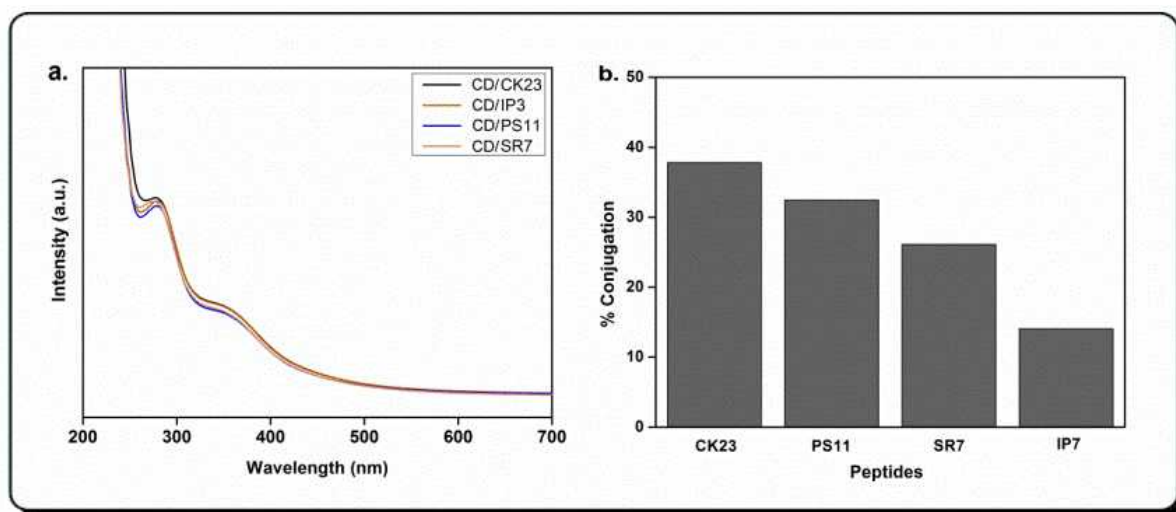 a.
CD/CK23
CD/IP3
CD/PS11
CD/SR7
Intensity (a.u.)
200 300 400 500 600 700
Wavelength (nm)
b.
50
40
30
20
10
0
% Conjugation
CK23 PS11 SR7 IP7
Peptides